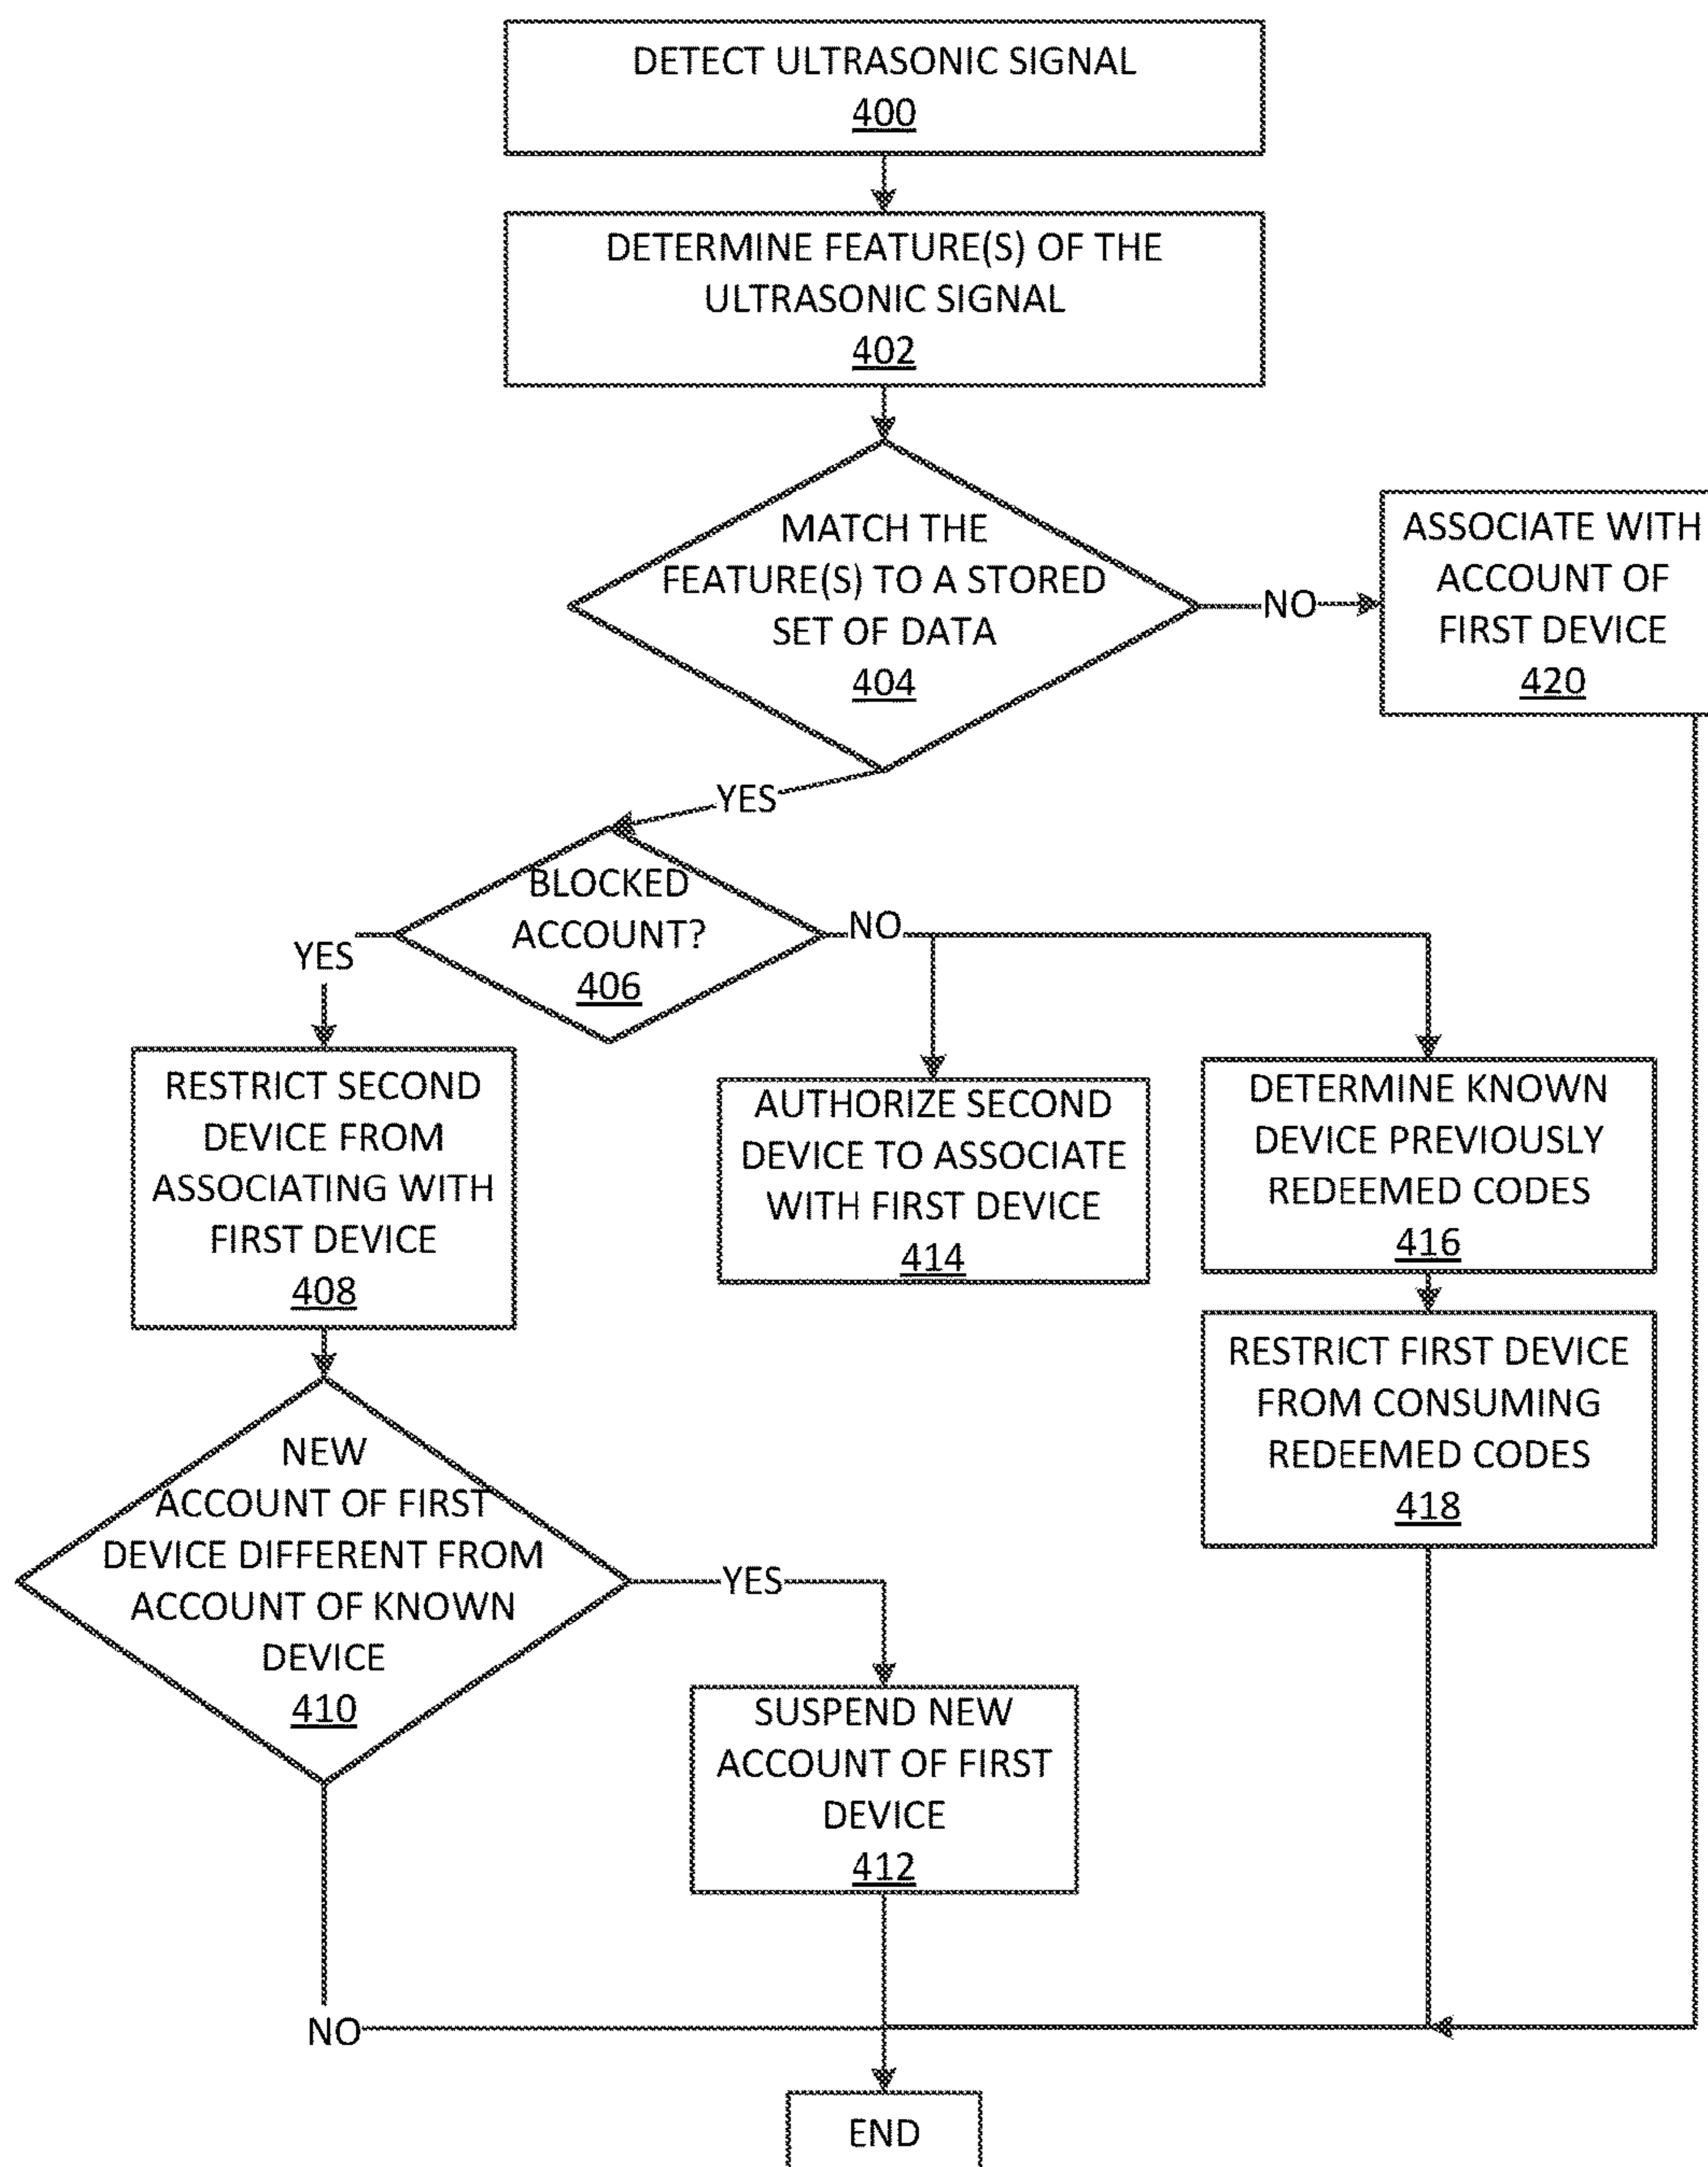 DETECT ULTRASONIC SIGNAL
400
DETERMINE FEATURE(S) OF THE
ULTRASONIC SIGNAL
402
MATCH THE
FEATURE(S) TO A STORED
SET OF DATA
404
NO
ASSOCIATE WITH
ACCOUNT OF
FIRST DEVICE
420
YES
BLOCKED
ACCOUNT?
406
YES
NO
RESTRICT SECOND
DEVICE FROM
ASSOCIATING WITH
FIRST DEVICE
408
AUTHORIZE SECOND
DEVICE TO ASSOCIATE
WITH FIRST DEVICE
414
DETERMINE KNOWN
DEVICE PREVIOUSLY
REDEEMED CODES
416
RESTRICT FIRST DEVICE
FROM CONSUMING
REDEEMED CODES
418
NEW
ACCOUNT OF FIRST
DEVICE DIFFERENT FROM
ACCOUNT OF KNOWN
DEVICE
410
YES
SUSPEND NEW
ACCOUNT OF FIRST
DEVICE
412
NO
END